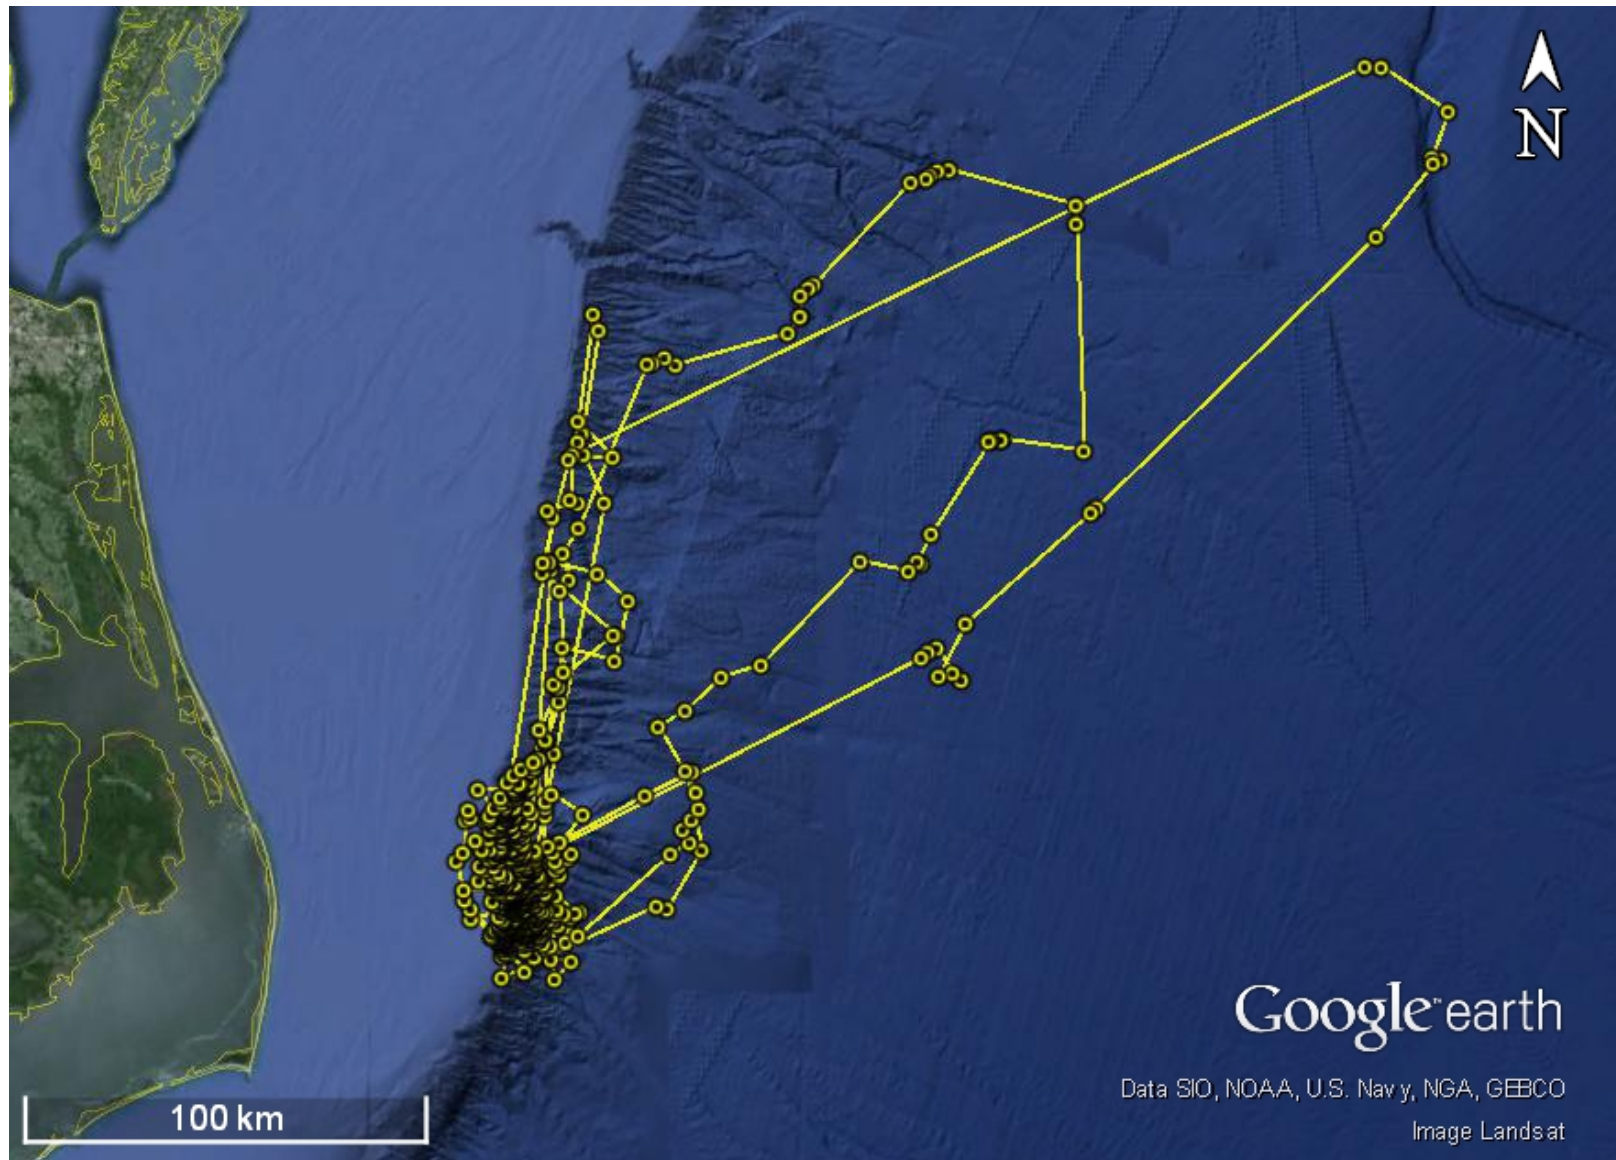 N
Google earth
Data SIO, NOAA, U.S. Navy, NGA, GEBCO
100 km
Image Landsat